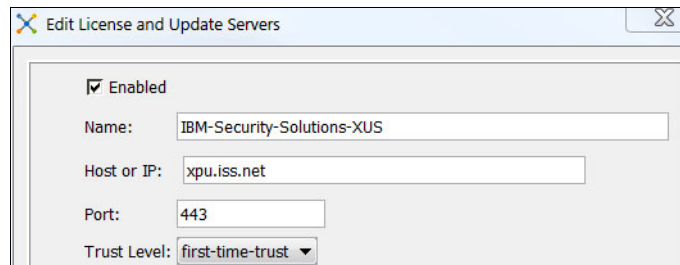 Edit License and Update Servers
Enabled
Name: IBM-Security-Solutions-XUS
Host or IP: xpu.iss.net
Port: 443
Trust Level: first-time-trust